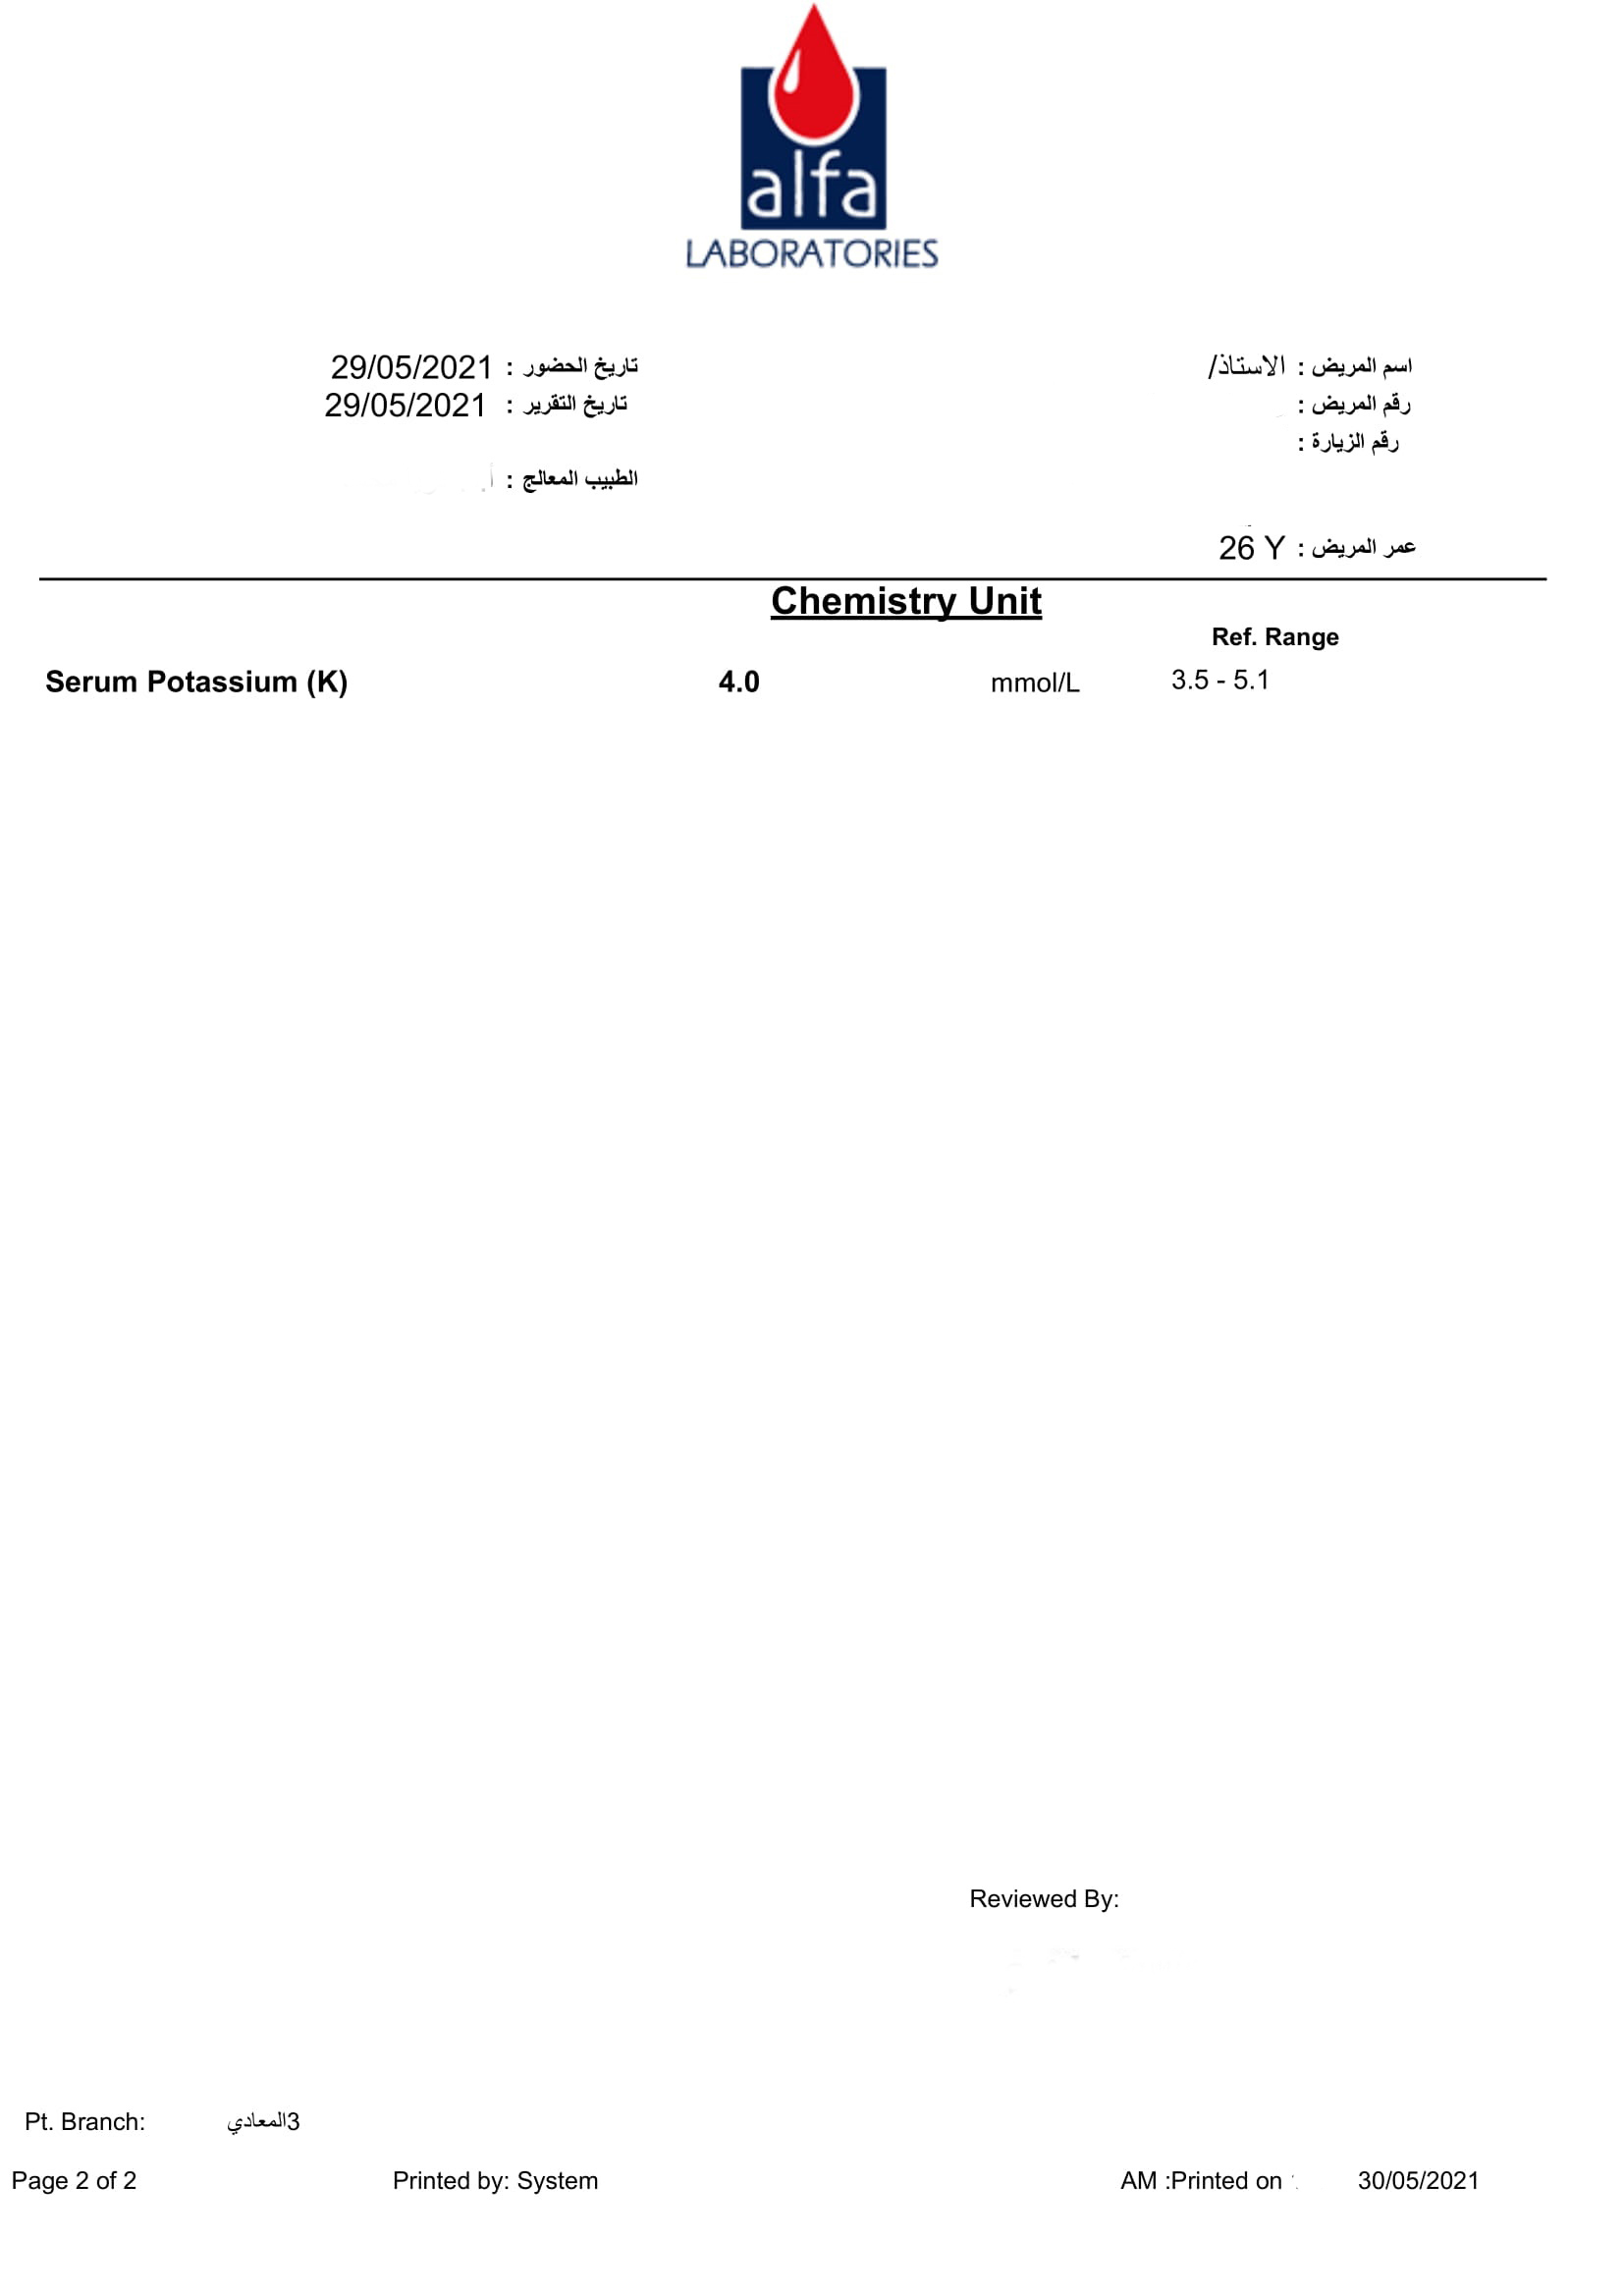 alfa
LABORATORIES
اسم المريض : الاستاذ/
تاريخ الحضور : 29/05/2021
رقم المريض :
تاريخ التقرير : 29/05/2021
رقم الزيارة :
الطبيب المعالج :
عمر المريض : 26 Y
Chemistry Unit
Ref. Range
Serum Potassium (K) 4.0 mmol/L 3.5 - 5.1
Reviewed By:
Pt. Branch: المعادي3
Page 2 of 2 Printed by: System AM :Printed on 30/05/2021